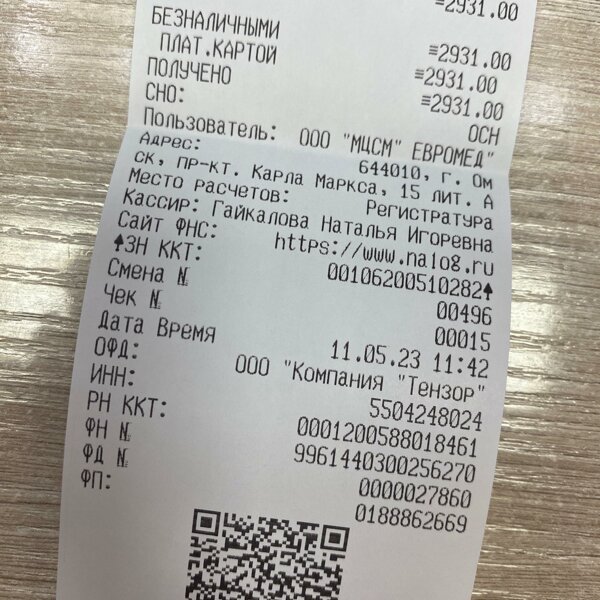 ≡2931.00
БЕЗНАЛИЧНЫМИ ≡2931.00
ПЛАТ.КАРТОЙ ≡2931.00
ПОЛУЧЕНО ≡2931.00
СНО: ОСН
Пользователь: ООО "МЦСМ" ЕВРОМЕД"
Адрес: 644010, г. Ом
ск, пр-кт. Карла Маркса, 15 лит. А
Место расчетов: Регистратура
Кассир: Гайкалова Наталья Игоревна
Сайт ФНС: https://www.nalog.ru
↑ЗН ККТ: 00106200510282↑
Смена № 00496
Чек № 00015
Дата Время 11.05.23 11:42
ОФД: ООО "Компания "Тензор"
ИНН: 5504248024
РН ККТ: 0001200588018461
ФН № 9961440300256270
ФД № 0000027860
ФП: 0188862669